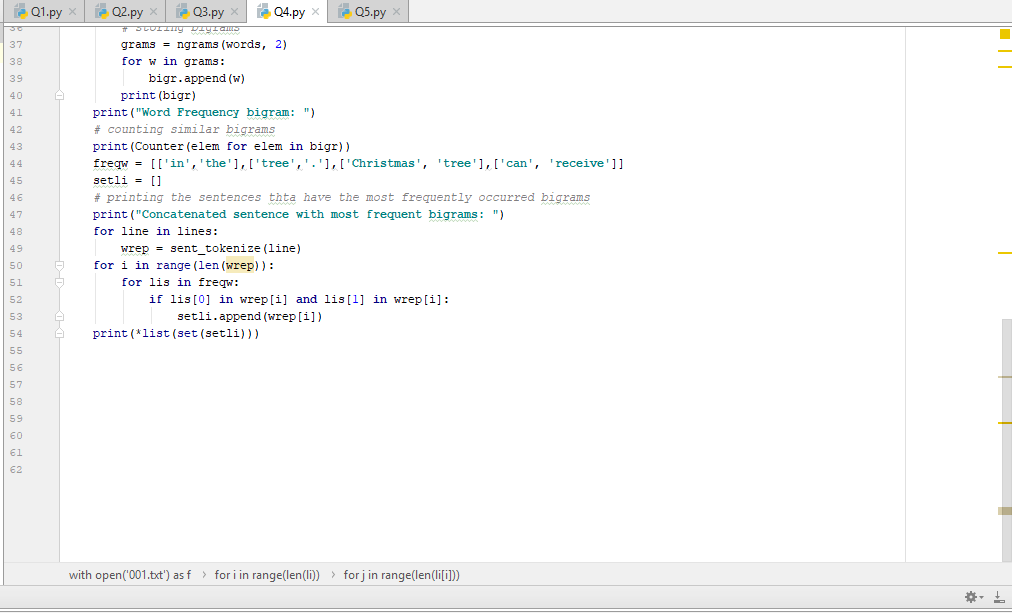 Q1.py Q2.py Q3.py Q4.py Q5.py
36 # storing bigrams
37 grams = ngrams(words, 2)
38 for w in grams:
39 bigr.append(w)
40 print(bigr)
41 print("Word Frequency bigram: ")
42 # counting similar bigrams
43 print(Counter(elem for elem in bigr))
44 freqw = [['in','the'],['tree','.'],['Christmas', 'tree'],['can', 'receive']]
45 setli = []
46 # printing the sentences thta have the most frequently occurred bigrams
47 print("Concatenated sentence with most frequent bigrams: ")
48 for line in lines:
49 wrep = sent_tokenize(line)
50 for i in range(len(wrep)):
51 for lis in freqw:
52 if lis[0] in wrep[i] and lis[1] in wrep[i]:
53 setli.append(wrep[i])
54 print(*list(set(setli)))
55
56
57
58
59
60
61
62
with open('001.txt') as f › for i in range(len(li)) › for j in range(len(li[i]))